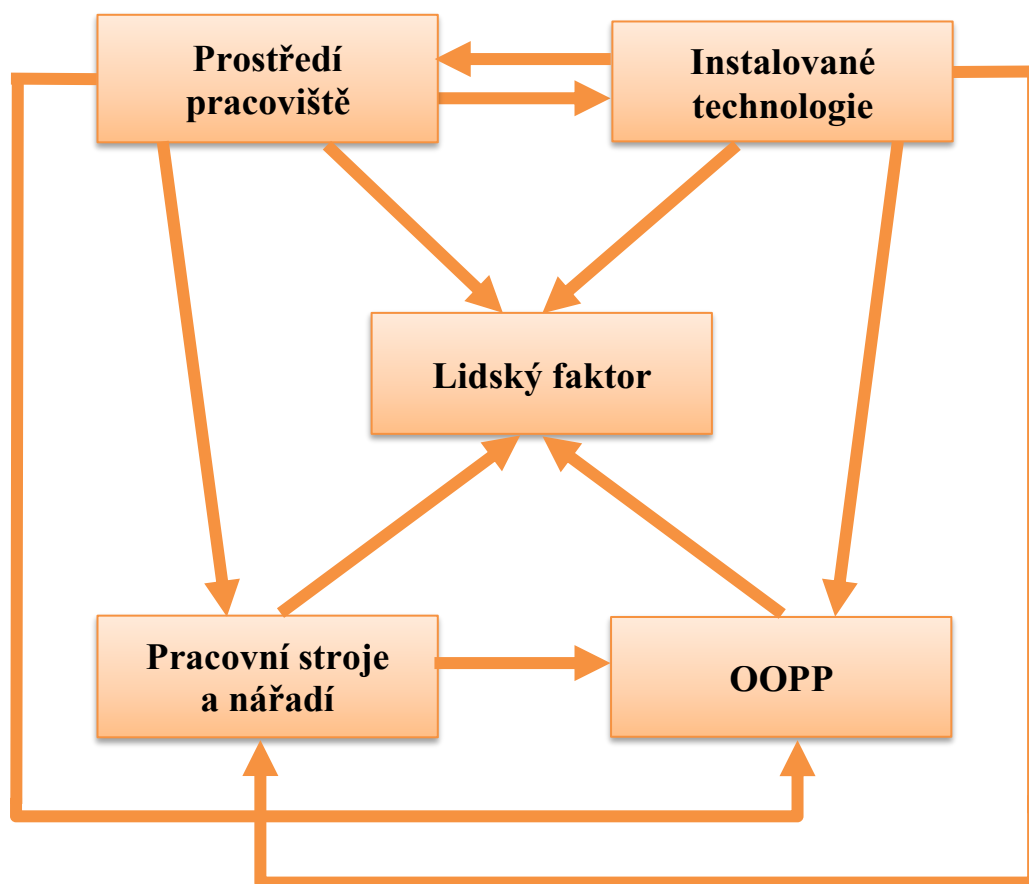 Prostředí
pracoviště
Instalované
technologie
Lidský faktor
Pracovní stroje
a nářadí
OOPP